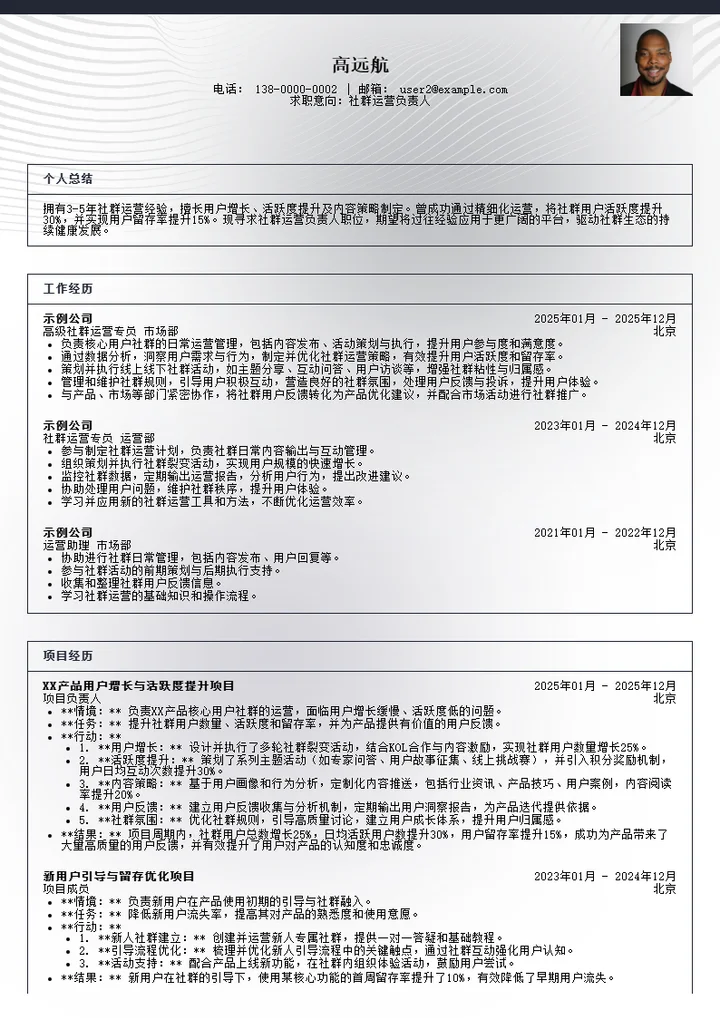 高远航
电话： 138-0000-0002 | 邮箱： user2@example.com
求职意向：社群运营负责人
个人总结
拥有3-5年社群运营经验，擅长用户增长、活跃度提升及内容策略制定。曾成功通过精细化运营，将社群用户活跃度提升
30%，并实现用户留存率提升15%。现寻求社群运营负责人职位，期望将过往经验应用于更广阔的平台，驱动社群生态的持
续健康发展。
工作经历
示例公司 2025年01月 - 2025年12月
高级社群运营专员 市场部 北京
• 负责核心用户社群的日常运营管理，包括内容发布、活动策划与执行，提升用户参与度和满意度。
• 通过数据分析，洞察用户需求与行为，制定并优化社群运营策略，有效提升用户活跃度和留存率。
• 策划并执行线上线下社群活动，如主题分享、互动问答、用户访谈等，增强社群粘性与归属感。
• 管理和维护社群规则，引导用户积极互动，营造良好的社群氛围，处理用户反馈与投诉，提升用户体验。
• 与产品、市场等部门紧密协作，将社群用户反馈转化为产品优化建议，并配合市场活动进行社群推广。
示例公司 2023年01月 - 2024年12月
社群运营专员 运营部 北京
• 参与制定社群运营计划，负责社群日常内容输出与互动管理。
• 组织策划并执行社群裂变活动，实现用户规模的快速增长。
• 监控社群数据，定期输出运营报告，分析用户行为，提出改进建议。
• 协助处理用户问题，维护社群秩序，提升用户体验。
• 学习并应用新的社群运营工具和方法，不断优化运营效率。
示例公司 2021年01月 - 2022年12月
运营助理 市场部 北京
• 协助进行社群日常管理，包括内容发布、用户回复等。
• 参与社群活动的前期策划与后期执行支持。
• 收集和整理社群用户反馈信息。
• 学习社群运营的基础知识和操作流程。
项目经历
XX产品用户增长与活跃度提升项目 2025年01月 - 2025年12月
项目负责人 北京
• **情境：** 负责XX产品核心用户社群的运营，面临用户增长缓慢、活跃度低的问题。
• **任务：** 提升社群用户数量、活跃度和留存率，并为产品提供有价值的用户反馈。
• **行动：**
• 1. **用户增长：** 设计并执行了多轮社群裂变活动，结合KOL合作与内容激励，实现社群用户数量增长25%。
• 2. **活跃度提升：** 策划了系列主题活动（如专家问答、用户故事征集、线上挑战赛），并引入积分奖励机制，
用户日均互动次数提升30%。
• 3. **内容策略：** 基于用户画像和行为分析，定制化内容推送，包括行业资讯、产品技巧、用户案例，内容阅读
率提升20%。
• 4. **用户反馈：** 建立用户反馈收集与分析机制，定期输出用户洞察报告，为产品迭代提供依据。
• 5. **社群氛围：** 优化社群规则，引导高质量讨论，建立用户成长体系，提升用户归属感。
• **结果：** 项目周期内，社群用户总数增长25%，日均活跃用户数提升30%，用户留存率提升15%，成功为产品带来了
大量高质量的用户反馈，并有效提升了用户对产品的认知度和忠诚度。
新用户引导与留存优化项目 2023年01月 - 2024年12月
项目成员 北京
• **情境：** 负责新用户在产品使用初期的引导与社群融入。
• **任务：** 降低新用户流失率，提高其对产品的熟悉度和使用意愿。
• **行动：**
• 1. **新人社群建立：** 创建并运营新人专属社群，提供一对一答疑和基础教程。
• 2. **引导流程优化：** 梳理并优化新人引导流程中的关键触点，通过社群互动强化用户认知。
• 3. **活动支持：** 配合产品上线新功能，在社群内组织体验活动，鼓励用户尝试。
• **结果：** 新用户在社群的引导下，使用某核心功能的首周留存率提升了10%，有效降低了早期用户流失。